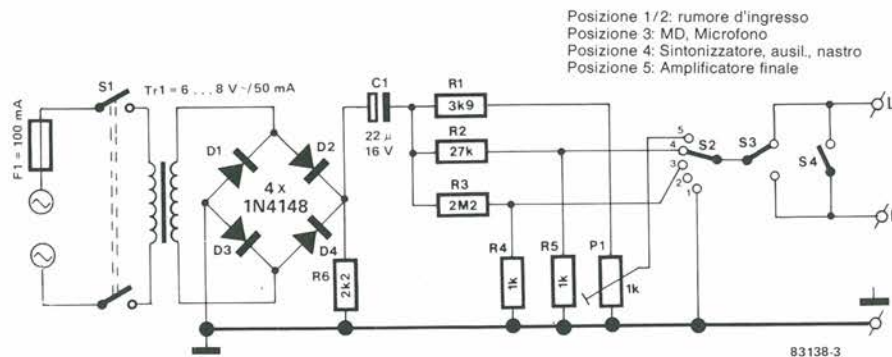 Posizione 1/2: rumore d'ingresso
Posizione 3: MD, Microfono
Posizione 4: Sintonizzatore, ausil., nastro
Posizione 5: Amplificatore finale
S1
Tr1 = 6 ... 8 V~/50 mA
F1 = 100 mA
D1
D2
4 x
1N4148
D3
D4
C1
22 µ
16 V
R1
3k9
R2
27k
R3
2M2
R6
2k2
R4
1k
R5
1k
P1
1k
5
4
3
2
1
S2
S3
S4
L
83138-3